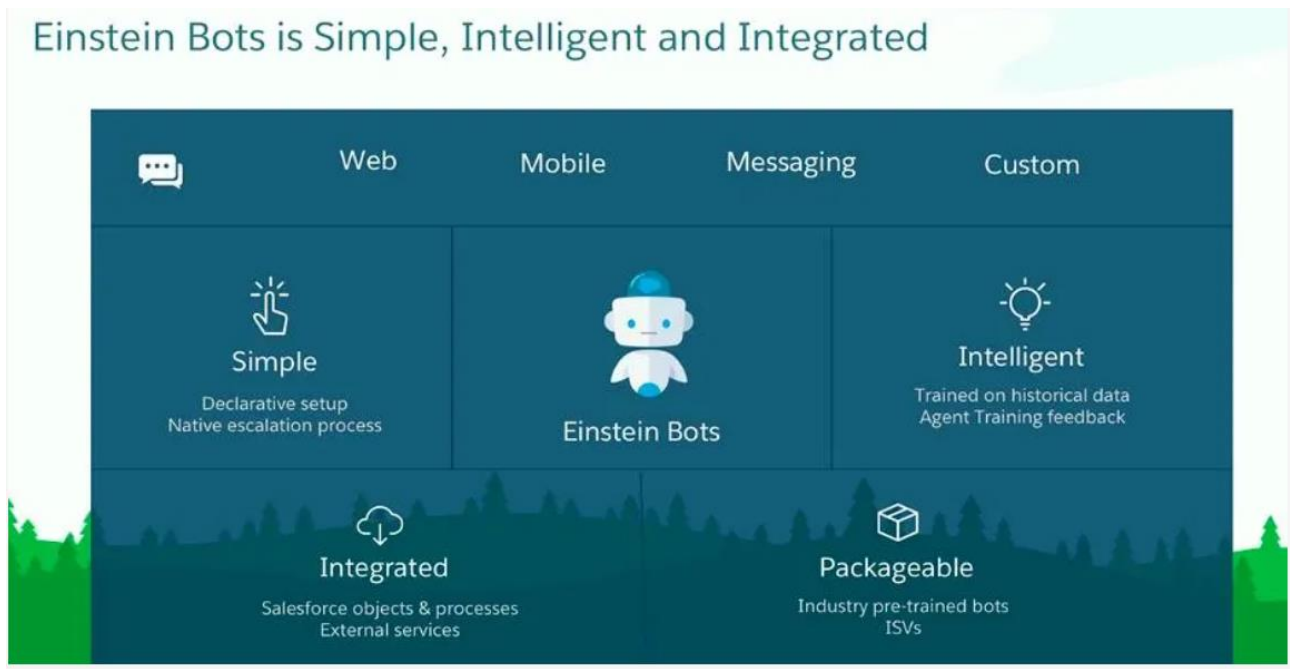 Einstein Bots is Simple, Intelligent and Integrated
Web
Mobile
Messaging
Custom
Simple
Declarative setup
Native escalation process
Einstein Bots
Intelligent
Trained on historical data
Agent Training feedback
Integrated
Salesforce objects & processes
External services
Packageable
Industry pre-trained bots
ISVs